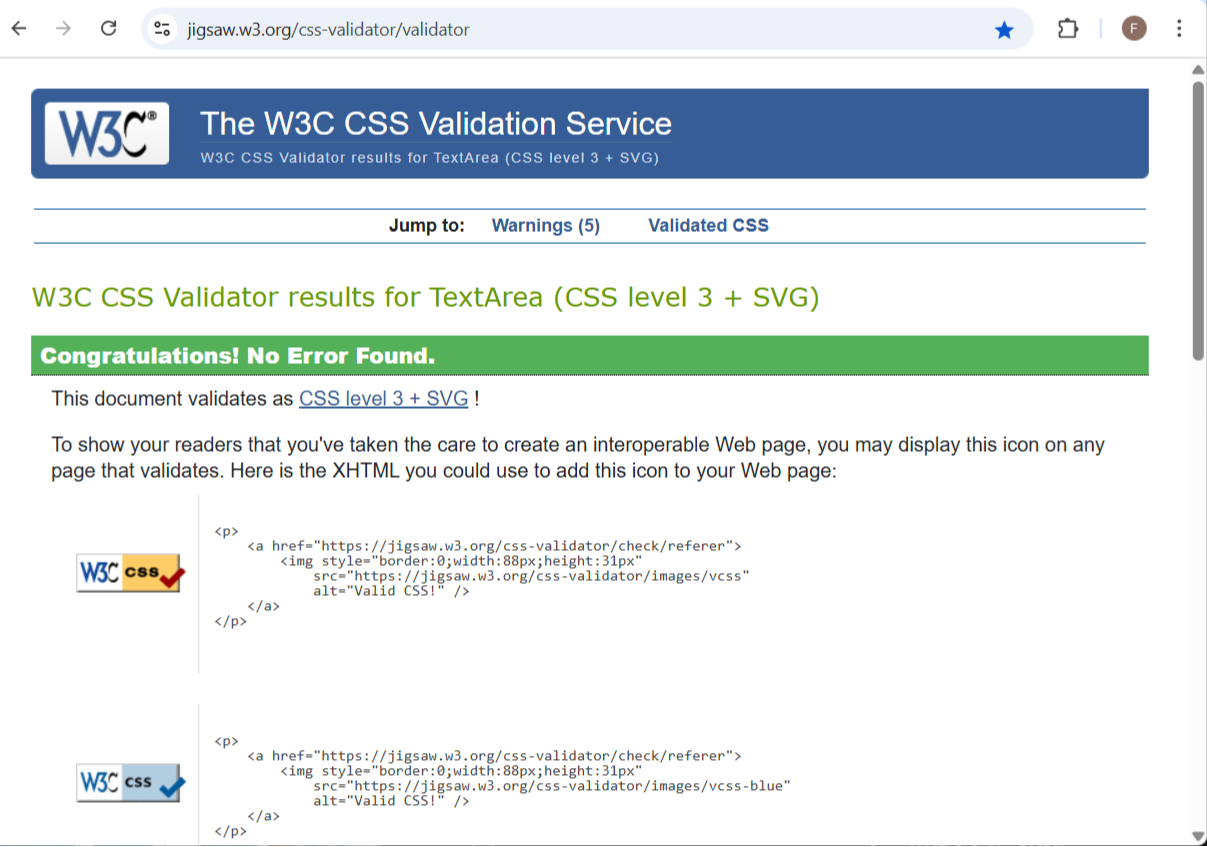 jigsaw.w3.org/css-validator/validator
F
W3C®
The W3C CSS Validation Service
W3C CSS Validator results for TextArea (CSS level 3 + SVG)
Jump to: Warnings (5) Validated CSS
W3C CSS Validator results for TextArea (CSS level 3 + SVG)
Congratulations! No Error Found.
This document validates as CSS level 3 + SVG !
To show your readers that you've taken the care to create an interoperable Web page, you may display this icon on any
page that validates. Here is the XHTML you could use to add this icon to your Web page:
W3C css
<p>
<a href="https://jigsaw.w3.org/css-validator/check/referer">
<img style="border:0;width:88px;height:31px"
src="https://jigsaw.w3.org/css-validator/images/vcss"
alt="Valid CSS!" />
</a>
</p>
W3C css
<p>
<a href="https://jigsaw.w3.org/css-validator/check/referer">
<img style="border:0;width:88px;height:31px"
src="https://jigsaw.w3.org/css-validator/images/vcss-blue"
alt="Valid CSS!" />
</a>
</p>